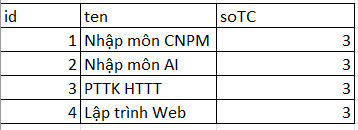 id ten soTC
1 Nhập môn CNPM 3
2 Nhập môn AI 3
3 PTTK HTTT 3
4 Lập trình Web 3